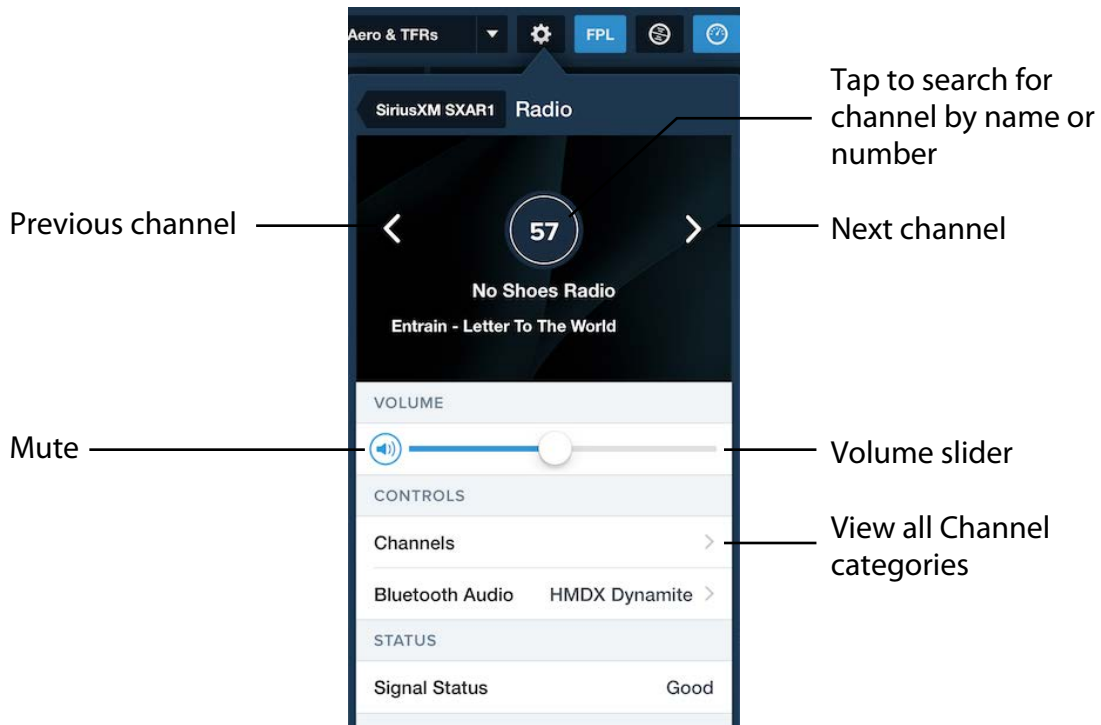 Aero & TFRs
FPL
SiriusXM SXAR1
Radio
Tap to search for
channel by name or
number
Previous channel
57
Next channel
No Shoes Radio
Entrain - Letter To The World
VOLUME
Mute
Volume slider
CONTROLS
Channels
View all Channel
categories
Bluetooth Audio
HMDX Dynamite
STATUS
Signal Status
Good